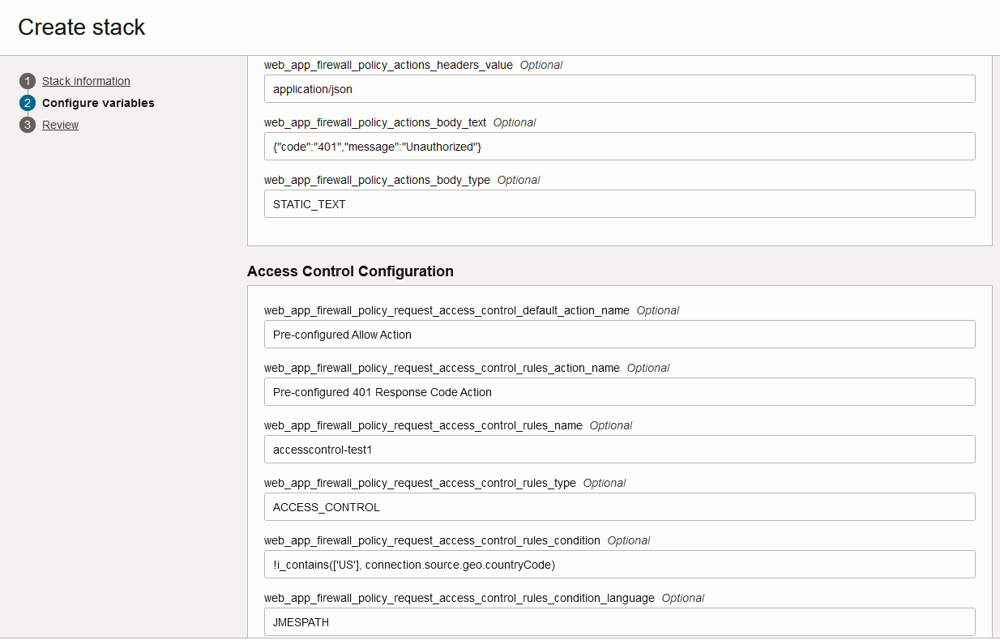 Create stack
1 Stack information
2 Configure variables
3 Review
web_app_firewall_policy_actions_headers_value Optional
application/json
web_app_firewall_policy_actions_body_text Optional
{"code":"401","message":"Unauthorized"}
web_app_firewall_policy_actions_body_type Optional
STATIC_TEXT
Access Control Configuration
web_app_firewall_policy_request_access_control_default_action_name Optional
Pre-configured Allow Action
web_app_firewall_policy_request_access_control_rules_action_name Optional
Pre-configured 401 Response Code Action
web_app_firewall_policy_request_access_control_rules_name Optional
accesscontrol-test1
web_app_firewall_policy_request_access_control_rules_type Optional
ACCESS_CONTROL
web_app_firewall_policy_request_access_control_rules_condition Optional
!i_contains(['US'], connection.source.geo.countryCode)
web_app_firewall_policy_request_access_control_rules_condition_language Optional
JMESPATH